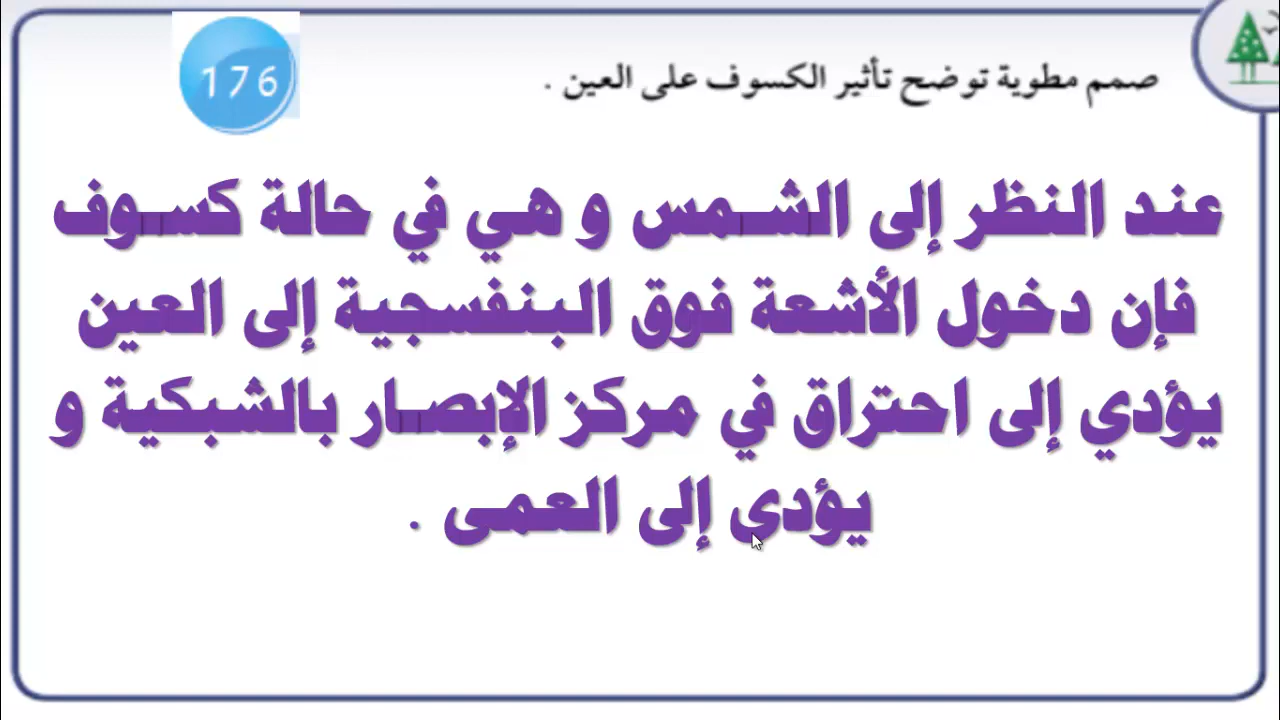 صمم مطوية توضح تأثير الكسوف على العين .
176
عند النظر إلى الشمس و هي في حالة كسوف
فإن دخول الأشعة فوق البنفسجية إلى العين
يؤدي إلى احتراق في مركز الإبصار بالشبكية و
يؤدي إلى العمى .